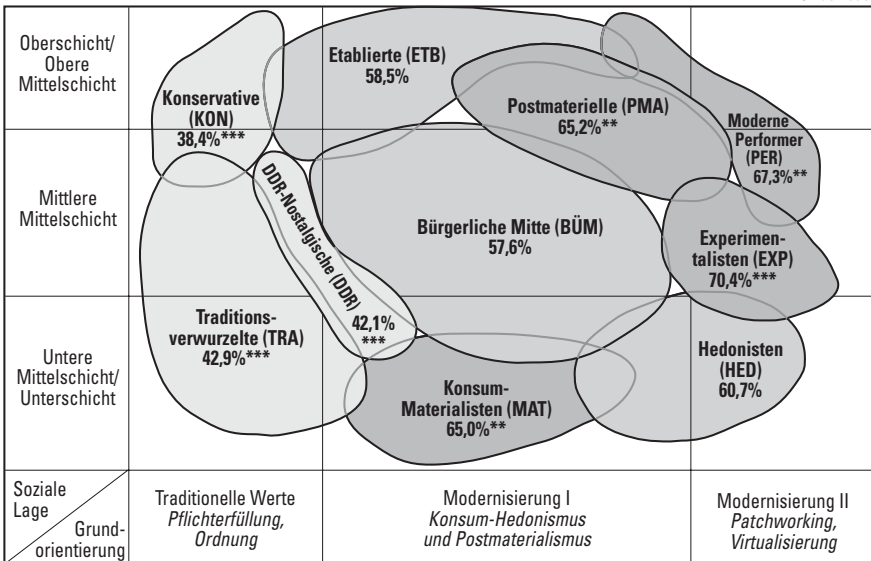 Oberschicht/
Obere
Mittelschicht
Etablierte (ETB)
58,5%
Konservative
(KON)
38,4%***
Postmaterielle (PMA)
65,2%**
Moderne
Performer
(PER)
67,3%**
Mittlere
Mittelschicht
DDR-Nostalgische (DDR)
42,1%
***
Bürgerliche Mitte (BÜM)
57,6%
Experimen-
talisten (EXP)
70,4%***
Untere
Mittelschicht/
Unterschicht
Traditions-
verwurzelte (TRA)
42,9%***
Konsum-
Materialisten (MAT)
65,0%**
Hedonisten
(HED)
60,7%
Soziale
Lage
Grund-
orientierung
Traditionelle Werte
Pflichterfüllung,
Ordnung
Modernisierung I
Konsum-Hedonismus
und Postmaterialismus
Modernisierung II
Patchworking,
Virtualisierung